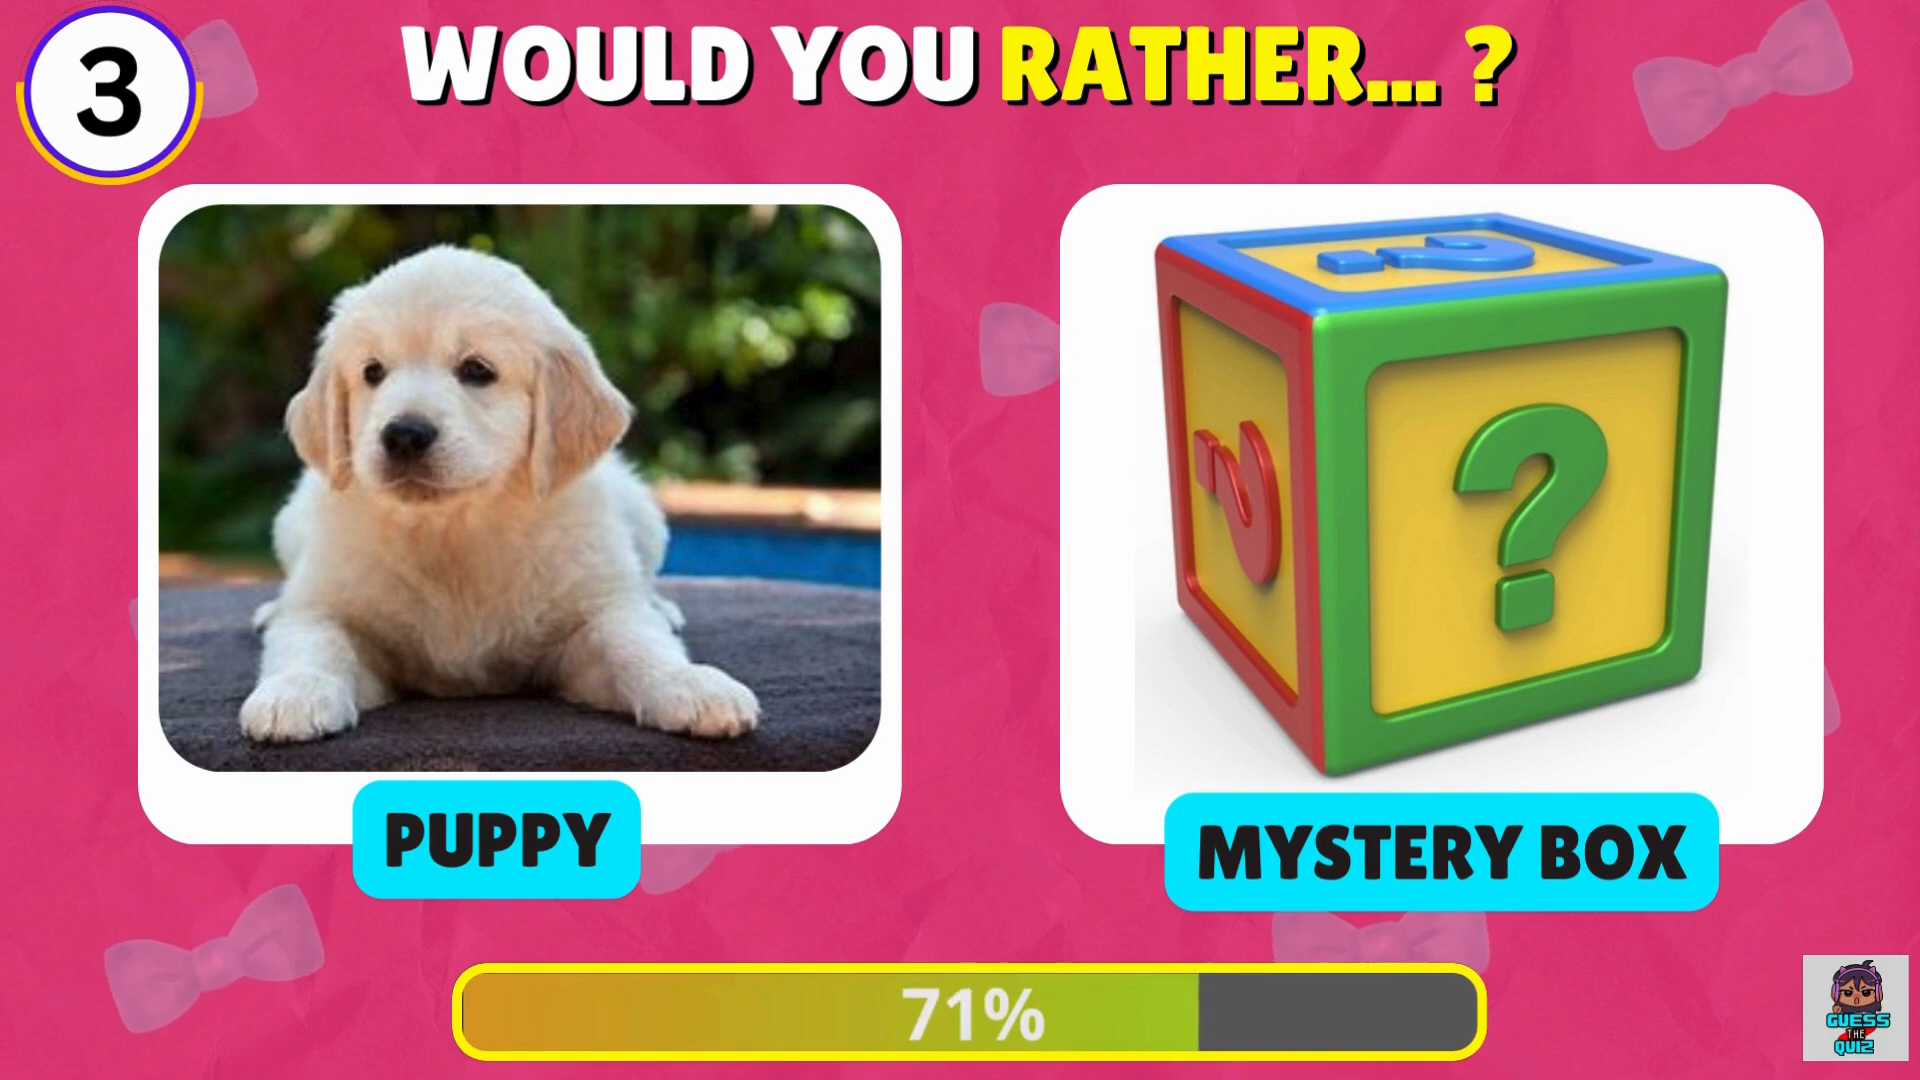 3
WOULD YOU RATHER... ?
?
?
?
PUPPY
MYSTERY BOX
71%
GUESS
THE
QUIZ